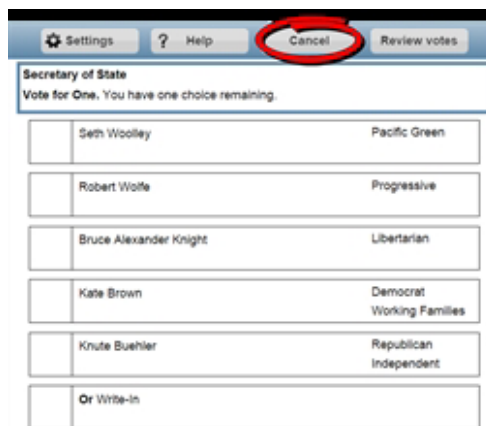 Settings ? Help Cancel Review votes
Secretary of State
Vote for One. You have one choice remaining.
Seth Woolley Pacific Green
Robert Wolfe Progressive
Bruce Alexander Knight Libertarian
Kate Brown Democrat
Working Families
Knute Buehler Republican
Independent
Or Write-In